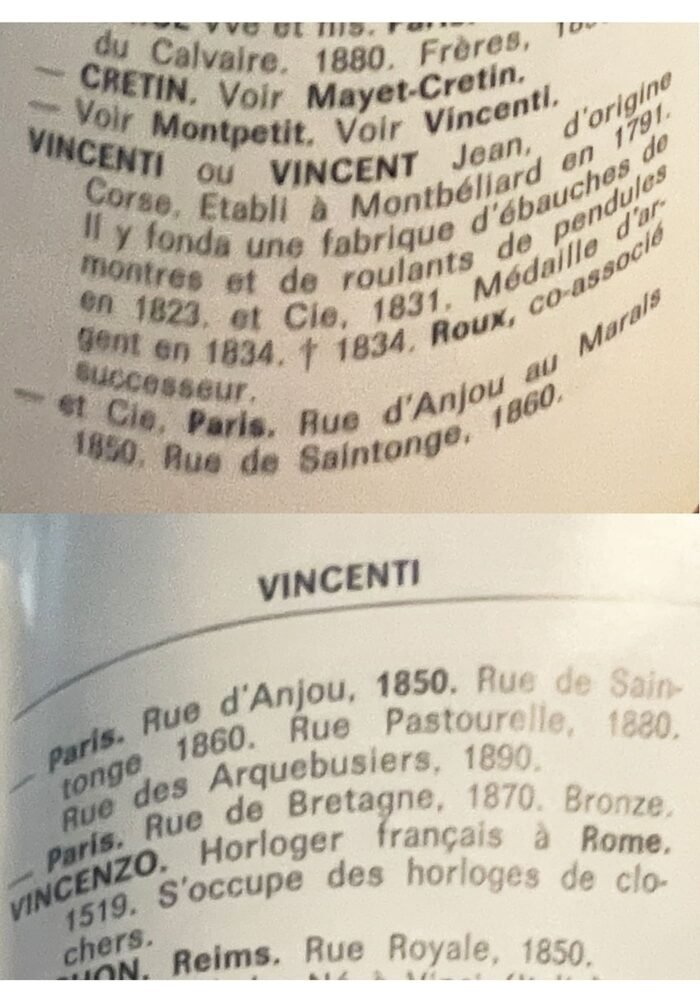 Vve et fils. Paris.
du Calvaire. 1880. Frères,
— CRETIN. Voir Mayet-Cretin.
— Voir Montpetit. Voir Vincenti.
VINCENTI ou VINCENT Jean, d'origine
Corse. Etabli à Montbéliard en 1791.
Il y fonda une fabrique d'ébauches de
montres et de roulants de pendules
en 1823. et Cie, 1831. Médaille d'ar-
gent en 1834. † 1834. Roux, co-associé
successeur.
— et Cie. Paris. Rue d'Anjou au Marais
1850. Rue de Saintonge, 1860.
VINCENTI
— Paris. Rue d'Anjou, 1850. Rue de Sain-
tonge 1860. Rue Pastourelle, 1880.
Rue des Arquebusiers, 1890.
— Paris. Rue de Bretagne, 1870. Bronze.
VINCENZO. Horloger français à Rome.
1519. S'occupe des horloges de clo-
chers.
Reims. Rue Royale, 1850.